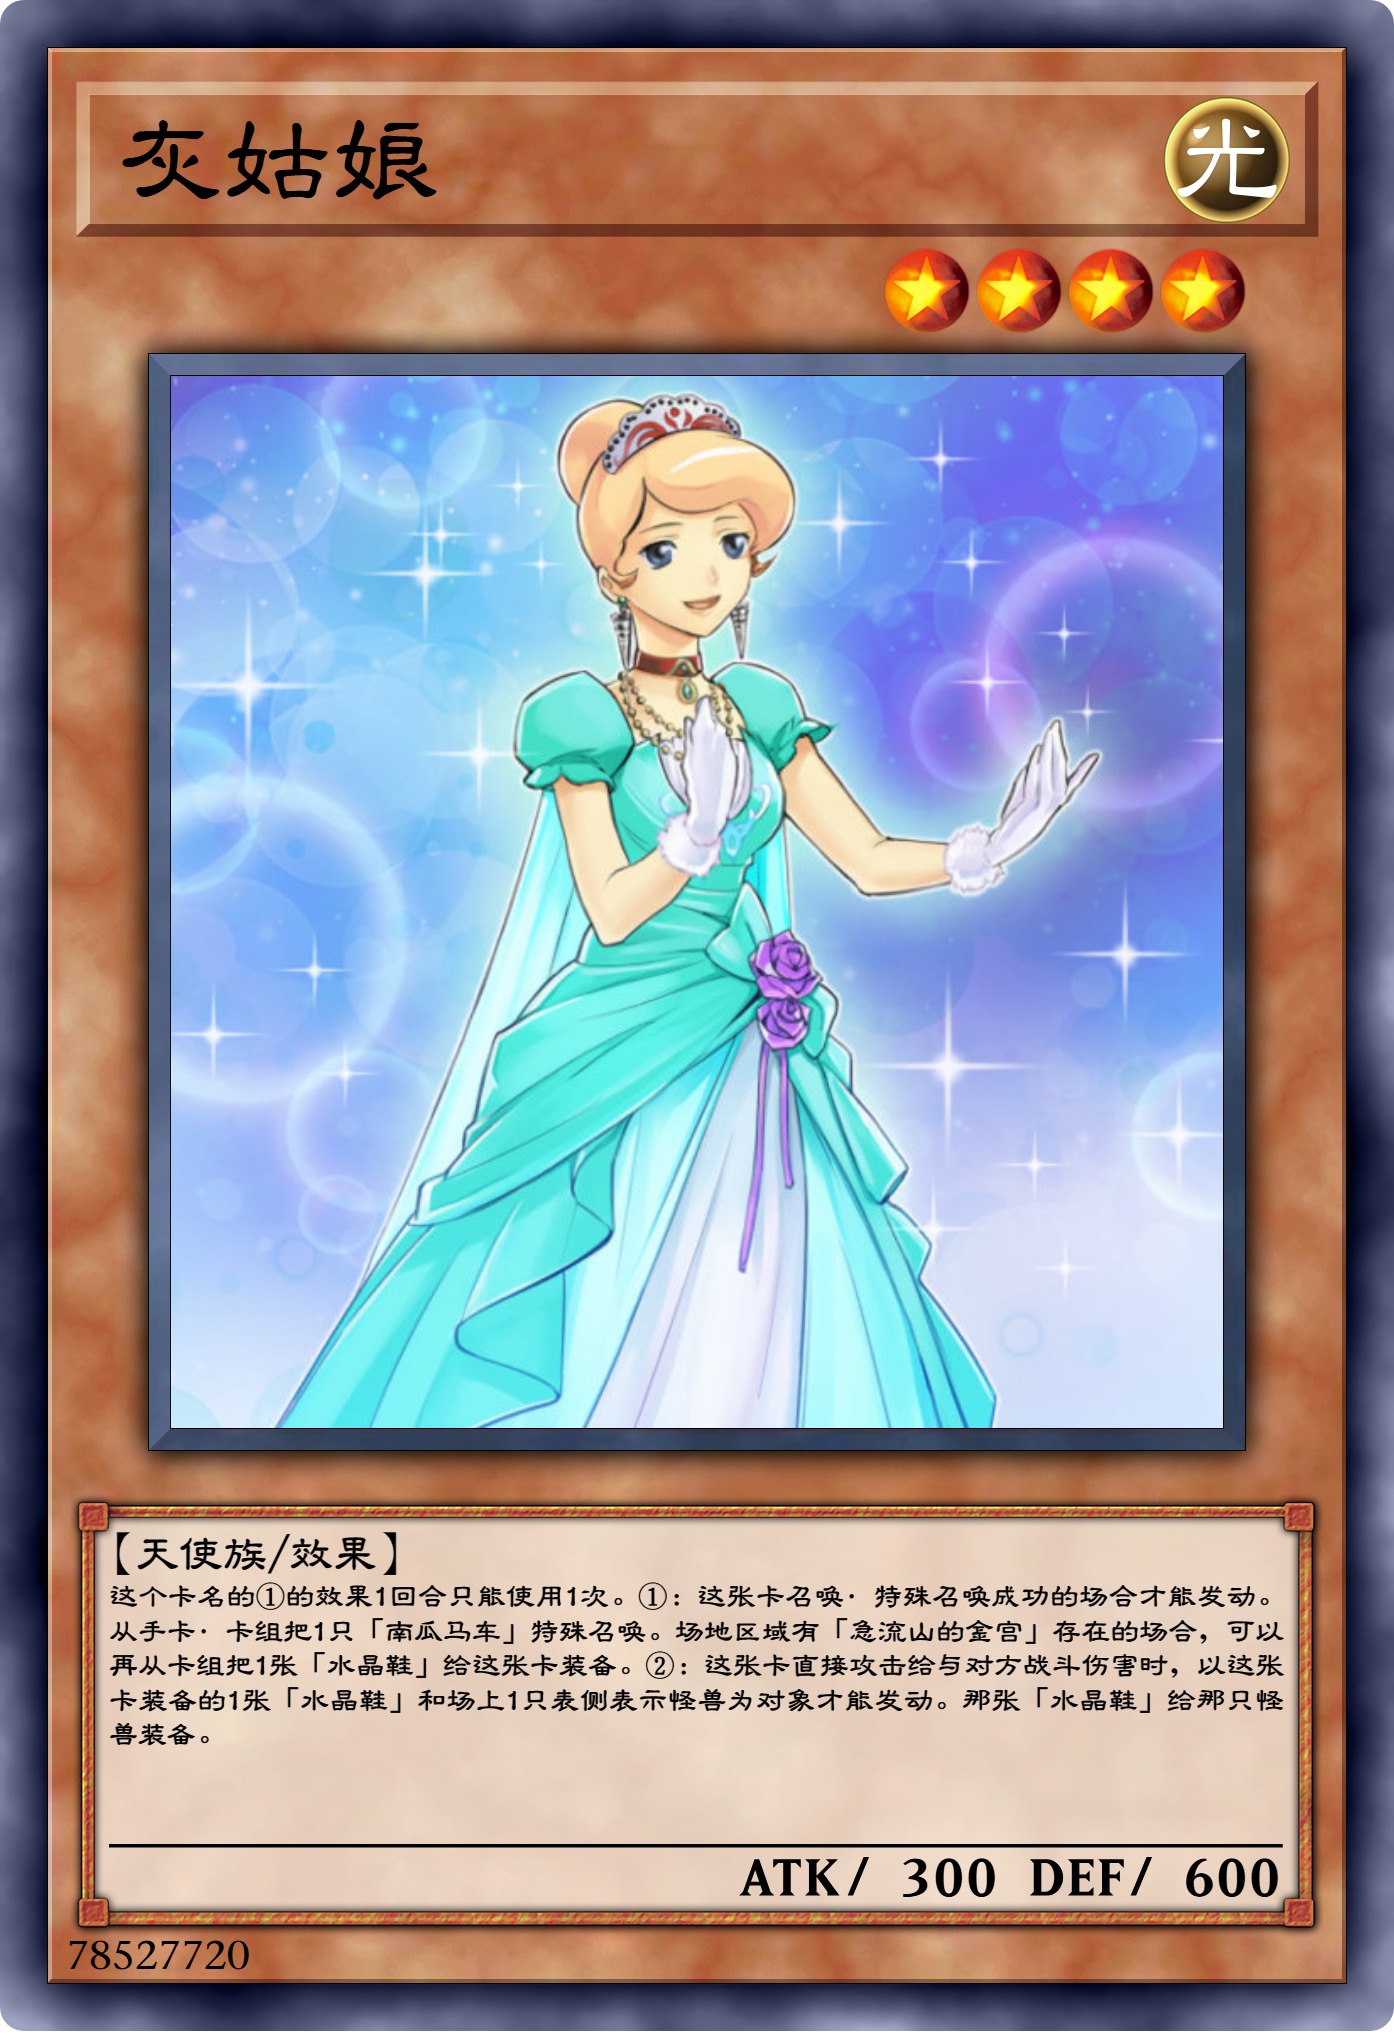 灰姑娘
光
【天使族/效果】
这个卡名的①的效果1回合只能使用1次。①：这张卡召唤·特殊召唤成功的场合才能发动。
从手卡·卡组把1只「南瓜马车」特殊召唤。场地区域有「急流山的金宫」存在的场合，可以
再从卡组把1张「水晶鞋」给这张卡装备。②：这张卡直接攻击给与对方战斗伤害时，以这张
卡装备的1张「水晶鞋」和场上1只表侧表示怪兽为对象才能发动。那张「水晶鞋」给那只怪
兽装备。
ATK/ 300 DEF/ 600
78527720